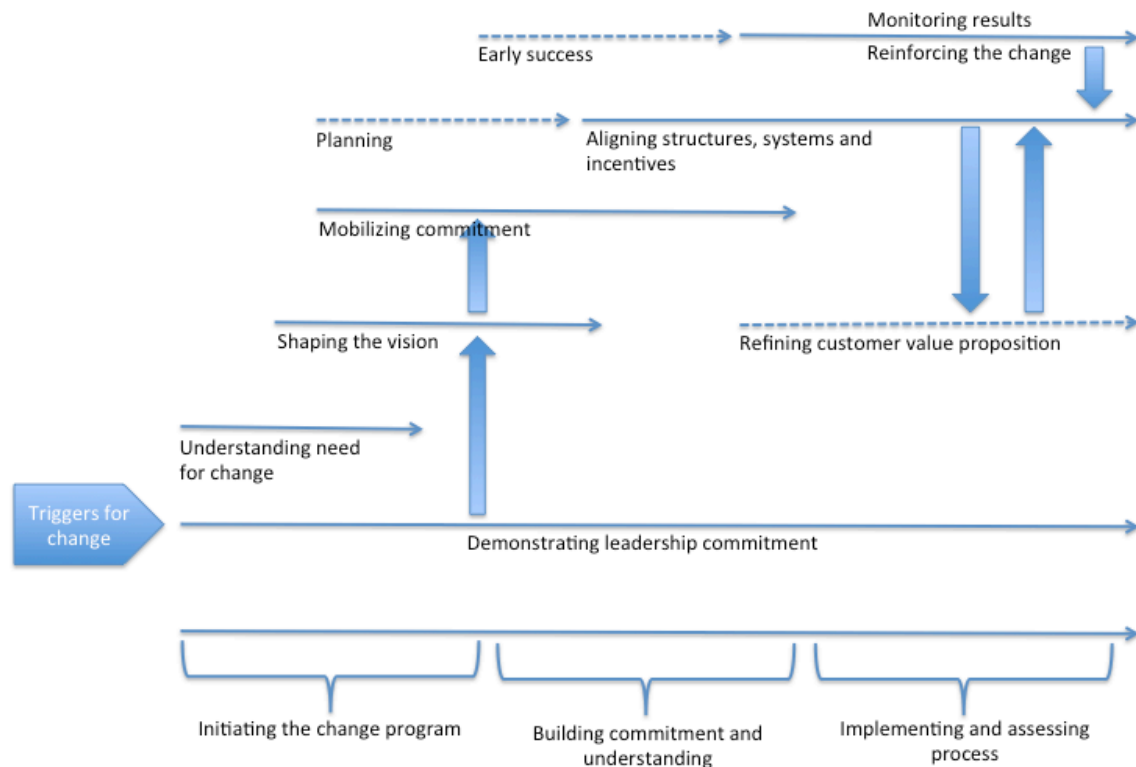 Monitoring results
Early success
Reinforcing the change
Planning
Aligning structures, systems and
incentives
Mobilizing commitment
Shaping the vision
Refining customer value proposition
Understanding need
for change
Triggers for
change
Demonstrating leadership commitment
Initiating the change program
Building commitment and
understanding
Implementing and assessing
process